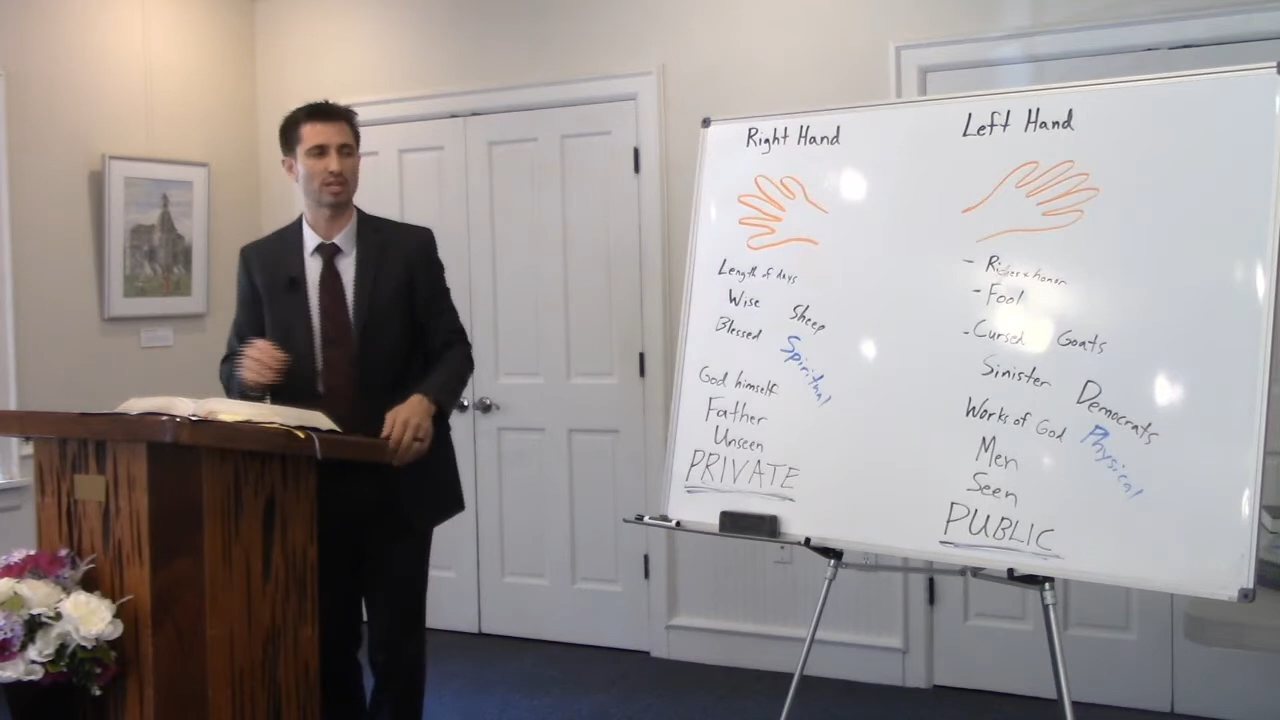 Right Hand
Length of days
Wise Sheep
Blessed
Spiritual
God himself
Father
Unseen
PRIVATE
Left Hand
- Riches & honor
- Fool
- Cursed Goats
Sinister Democrats
Works of God
Physical
Men
Seen
PUBLIC